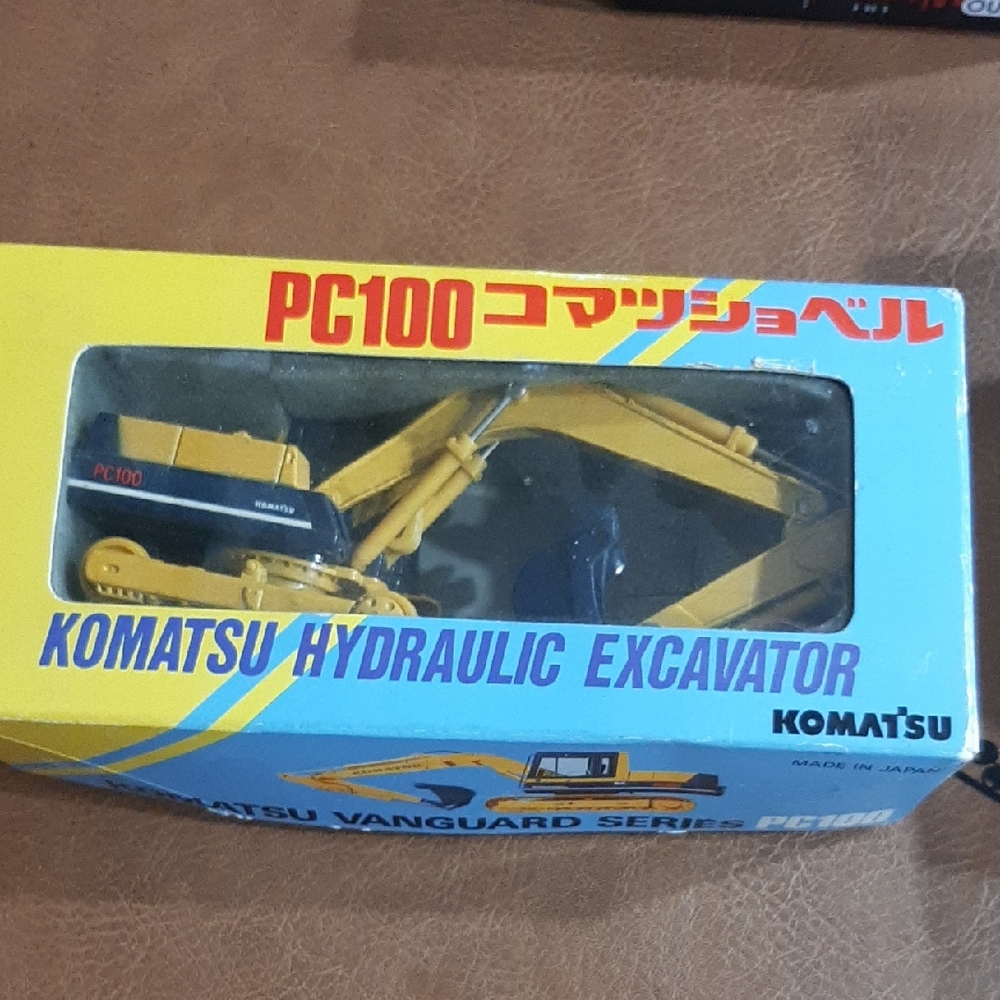 PC100コマツショベル
PC100
KOMATSU
KOMATSU HYDRAULIC EXCAVATOR
KOMATSU
MADE IN JAPAN
KOMATSU VANGUARD SERIES PC100